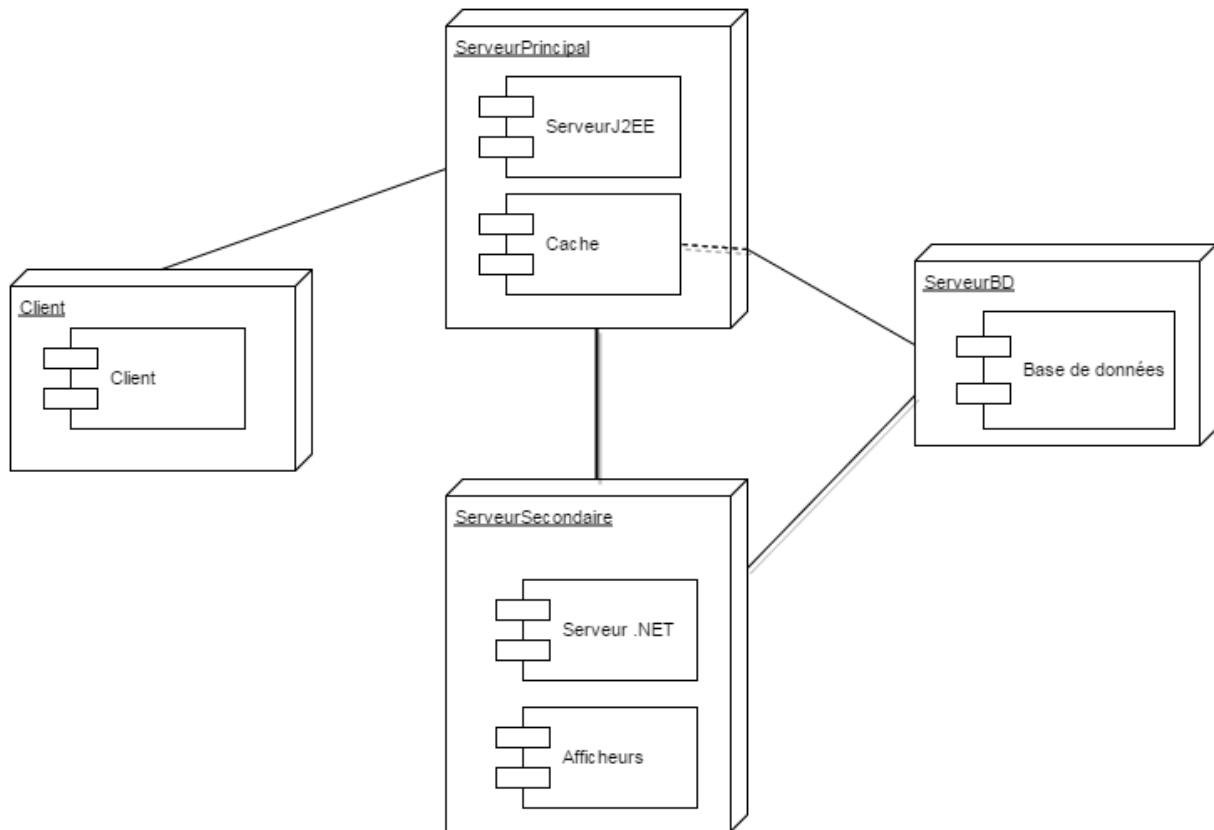 ServeurPrincipal
ServeurJ2EE
Cache
Client
Client
ServeurBD
Base de données
ServeurSecondaire
Serveur .NET
Afficheurs